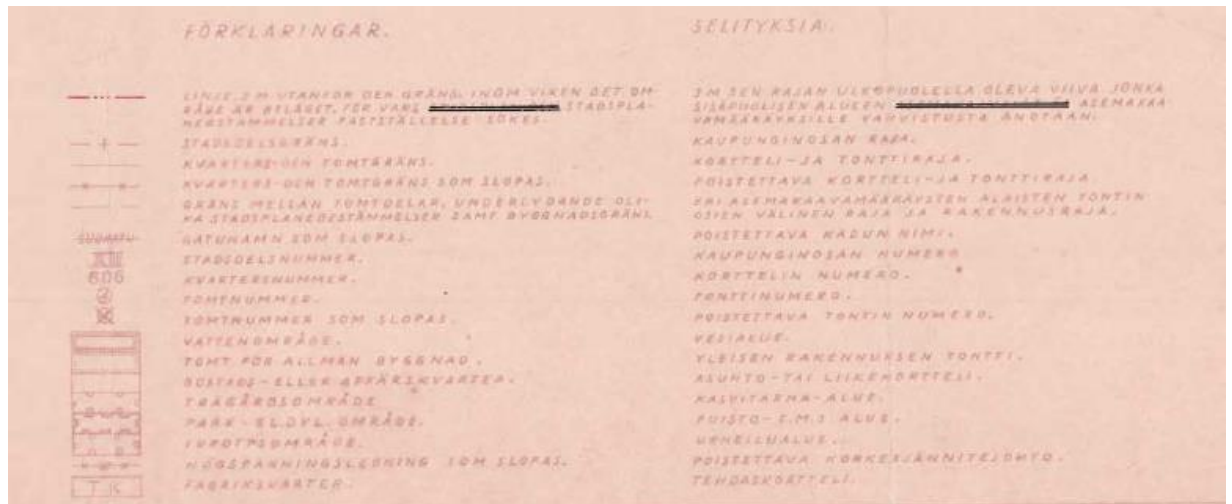 FÖRKLARINGAR.
LINJE 3 M UTANFÖR DEN GRÄNS, INOM VILKEN DET OM-
RÅDE ÄR BELÄGET, FÖR VARS STADSPLA-
NEBSTÄMMELSER FASTSTÄLLELSE SÖKES.
STADSDELSGRÄNS.
KVARTERS- OCH TOMTGRÄNS.
KVARTERS- OCH TOMTGRÄNS SOM SLOPAS.
GRÄNS MELLAN TOMTDELAR, UNDERLYDANDE OLI-
KA STADSPLANEBESTÄMMELSER SAMT BYGGNADSGRÄNS.
GATUNAMN SOM SLOPAS.
STADSDELSNUMMER.
KVARTERSNUMMER.
TOMTNUMMER.
TOMTNUMMER SOM SLOPAS.
VATTENOMRÅDE.
TOMT FÖR ALLMÄN BYGGNAD.
BOSTADS- ELLER AFFÄRSKVARTER.
TRÄGÅRDSOMRÅDE.
PARK- EL.DYL. OMRÅDE.
IDROTTSOMRÅDE.
HÖGSPÄNNINGSLEDNING SOM SLOPAS.
FABRIKSKVARTER.
XIII
606
2
TK
SELITYKSIÄ.
3 M SEN RAJAN ULKOPUOLELLA OLEVA VIIVA JONKA
SISÄPUOLISEN ALUEEN ASEMAKAA-
VAMÄÄRÄYKSILLE VAHVISTUSTA ANOTAAN.
KAUPUNGINOSAN RAJA.
KORTTELI- JA TONTTIRAJA.
POISTETTAVA KORTTELI- JA TONTTIRAJA.
ERI ASEMAKAAVAMÄÄRÄYSTEN ALAISTEN TONTIN
OSIEN VÄLINEN RAJA JA RAKENNUSRAJA.
POISTETTAVA KADUN NIMI.
KAUPUNGINOSAN NUMERO
KORTTELIN NUMERO.
TONTTINUMERO.
POISTETTAVA TONTIN NUMERO.
VESIALUE.
YLEISEN RAKENNUKSEN TONTTI.
ASUNTO- TAI LIIKEKORTTELI.
KASVITARHA-ALUE.
PUISTO- E.M.S ALUE.
URHEILUALUE.
POISTETTAVA KORKEAJÄNNITEJOHTO.
TEHDASKORTTELI.